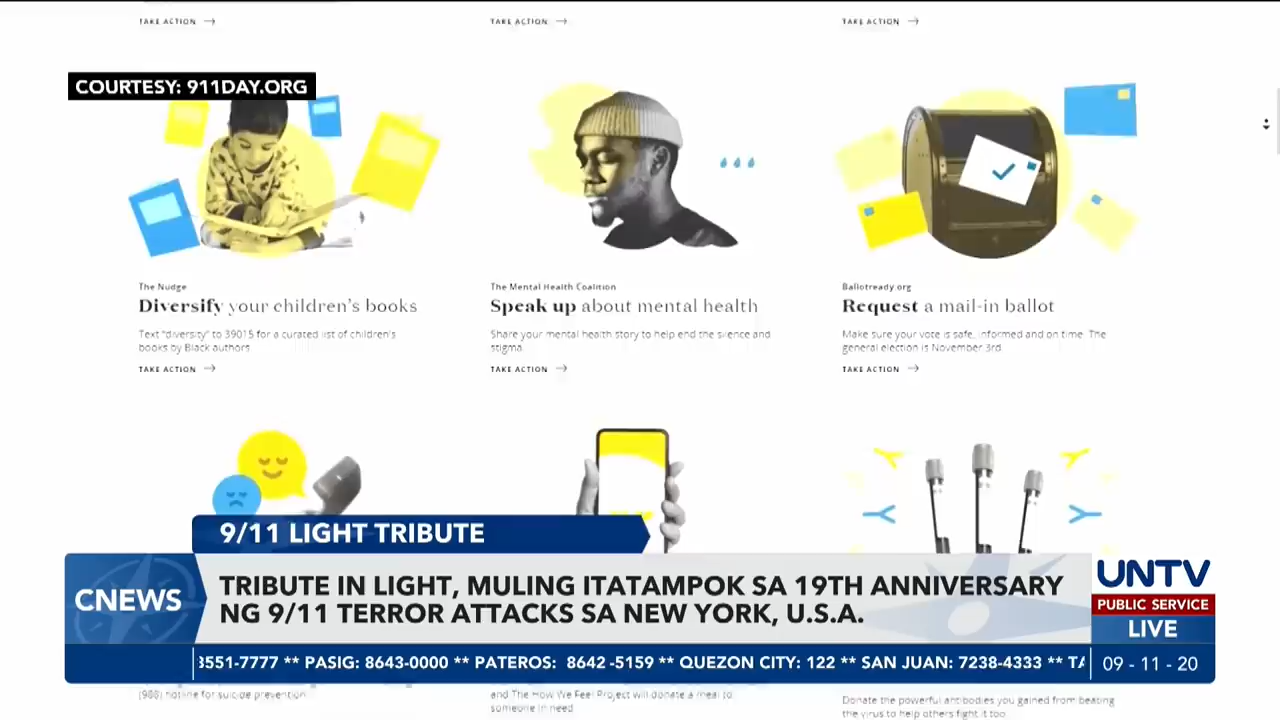 TAKE ACTION →
TAKE ACTION →
TAKE ACTION →
COURTESY: 911DAY.ORG
The Nudge
Diversify your children's books
Text "diversity" to 39015 for a curated list of children's
books by Black authors
TAKE ACTION →
The Mental Health Coalition
Speak up about mental health
Share your mental health story to help end the silence and
stigma
TAKE ACTION →
Ballotready.org
Request a mail-in ballot
Make sure your vote is safe, informed and on time. The
general election is November 3rd.
TAKE ACTION →
9/11 LIGHT TRIBUTE
CNEWS
TRIBUTE IN LIGHT, MULING ITATAMPOK SA 19TH ANNIVERSARY
NG 9/11 TERROR ATTACKS SA NEW YORK, U.S.A.
UNTV
PUBLIC SERVICE
LIVE
8551-7777 ** PASIG: 8643-0000 ** PATEROS: 8642 -5159 ** QUEZON CITY: 122 ** SAN JUAN: 7238-4333 ** TA
09 - 11 - 20
(988) hotline for suicide prevention
and The How We Feel Project will donate a meal to
someone in need
Donate the powerful antibodies you gained from beating
the virus to help others fight it too